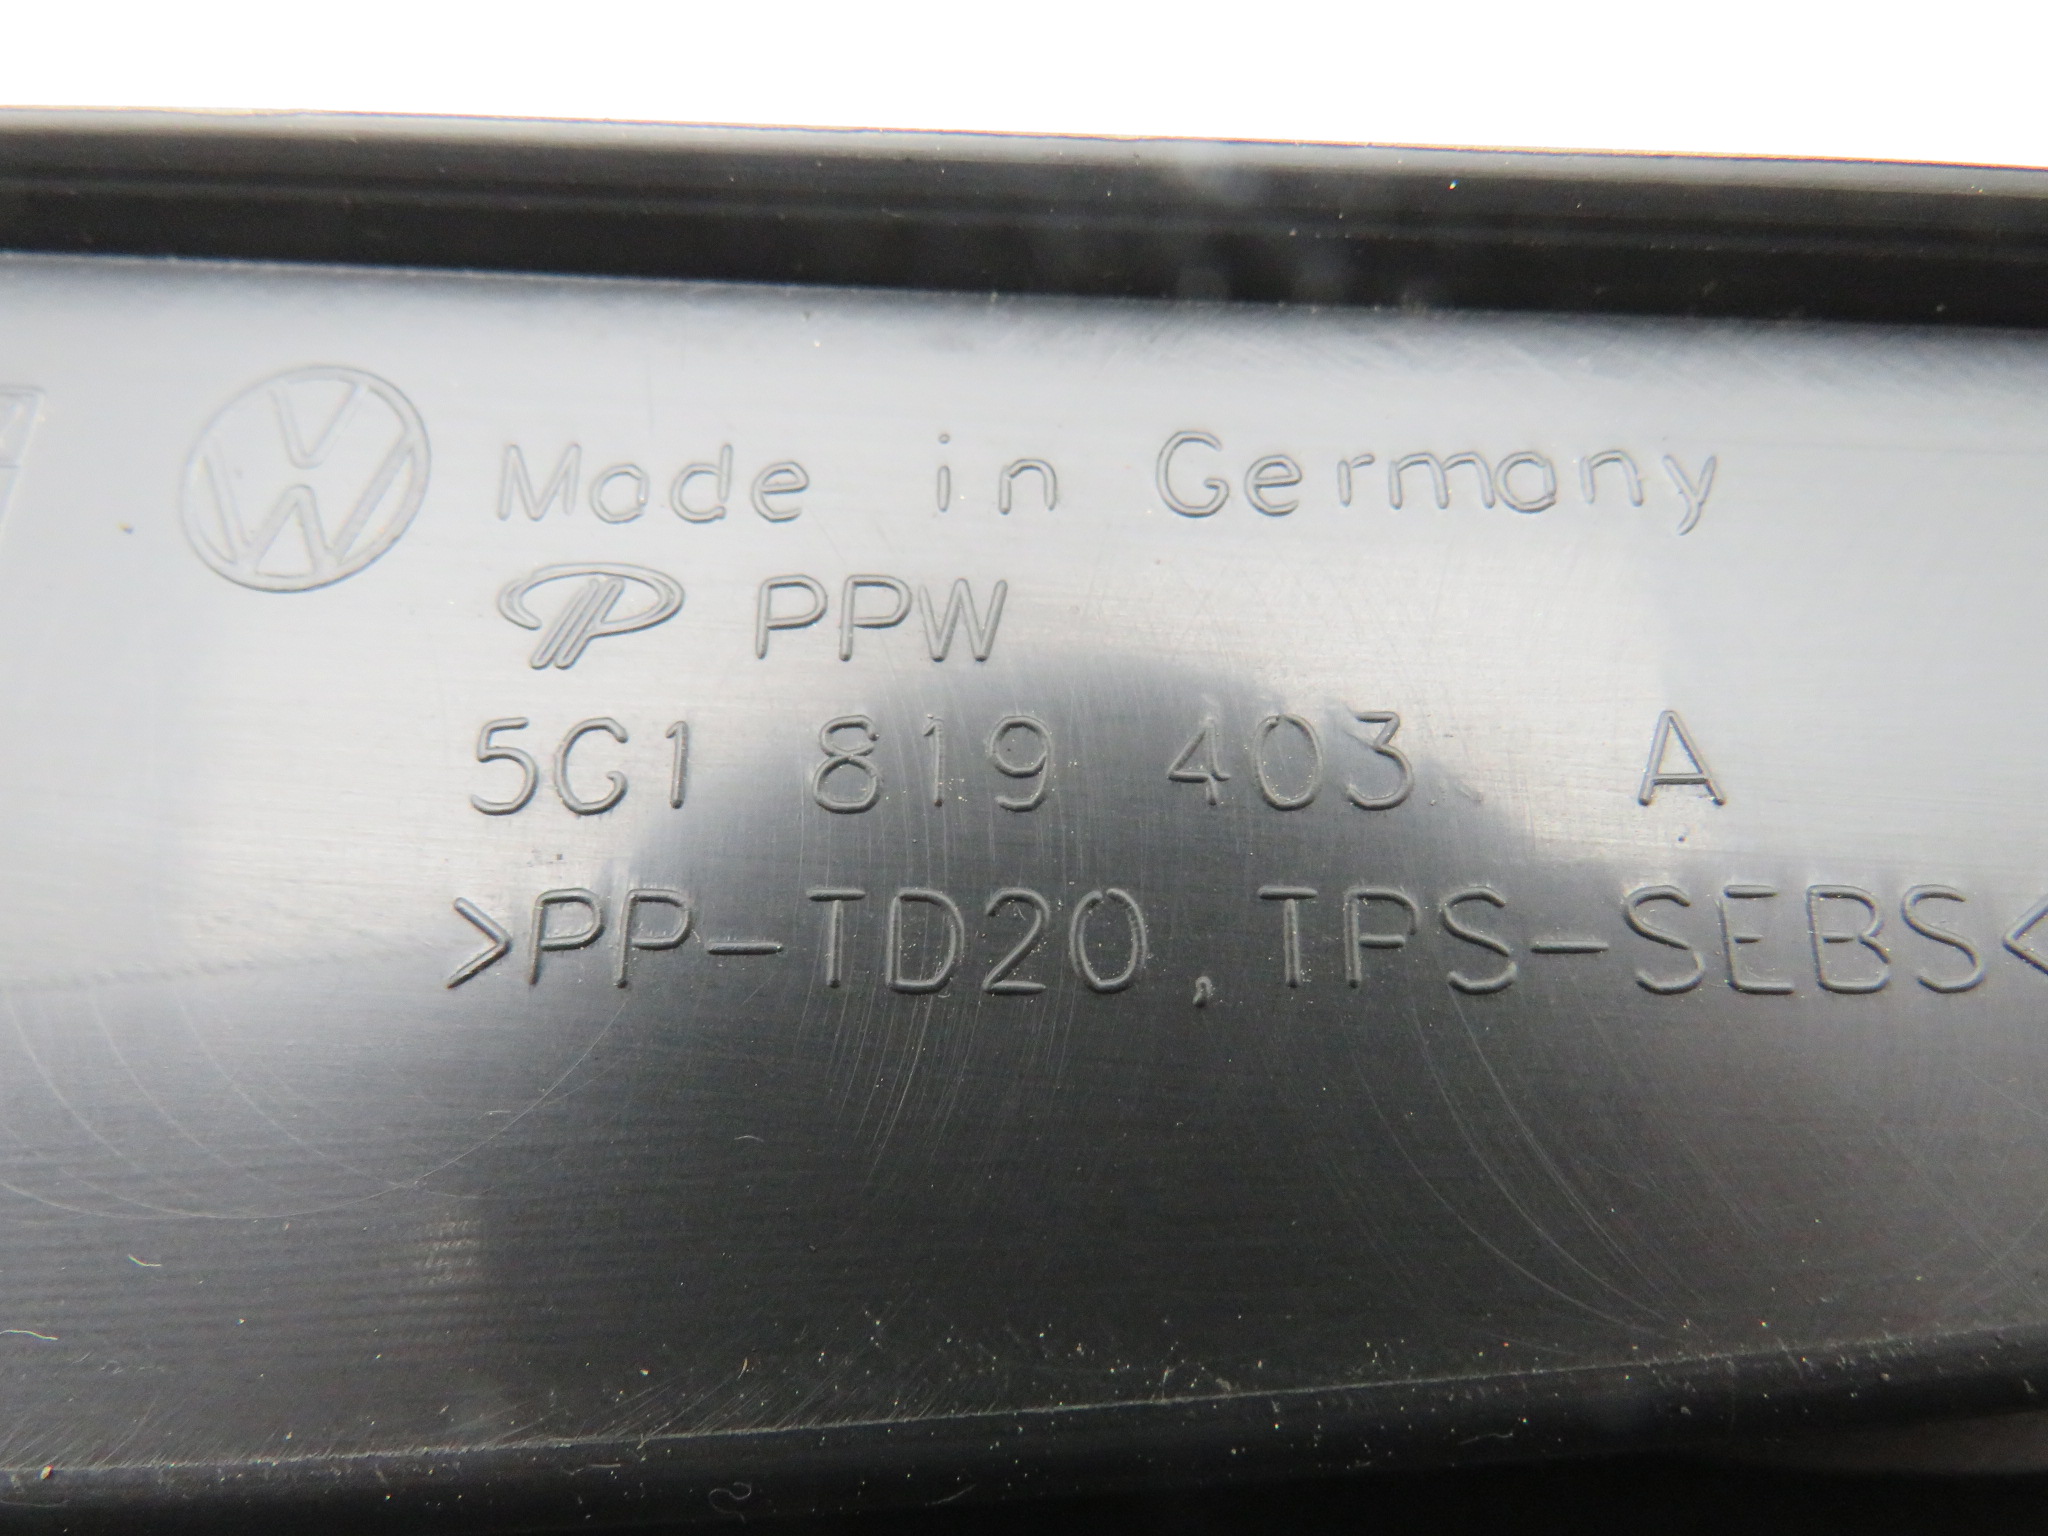 Made in Germany
PPW
5G1 819 403 A
>PP-TD20, TPS-SEBS<